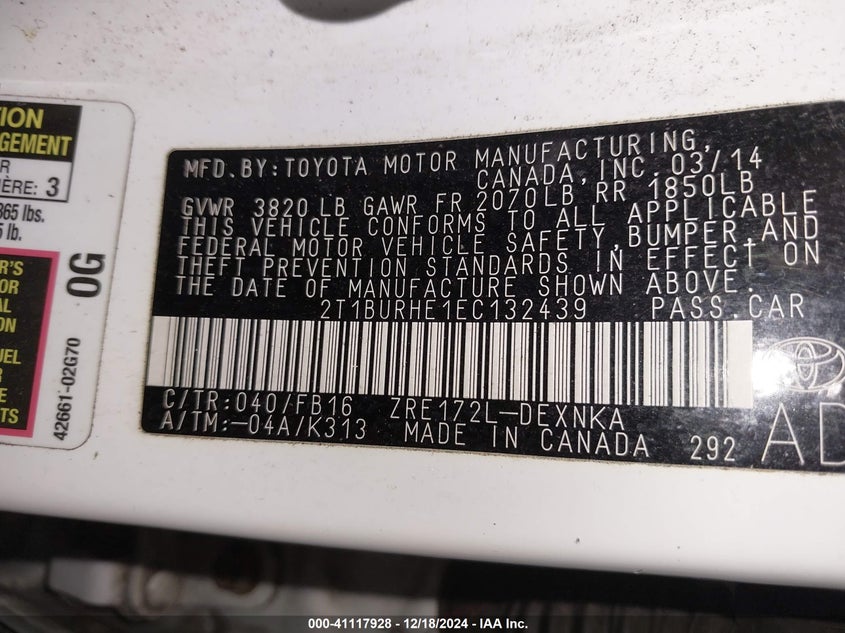 TION
GEMENT
R
ÈRE: 3
365 lbs.
5 lb.
R'S
OR
AL
ION
UEL
R
E
TS
42661-02G70
0G
MFD.BY:TOYOTA MOTOR MANUFACTURING,
CANADA, INC. 03/14
GVWR 3820LB GAWR FR 2070LB RR 1850LB
THIS VEHICLE CONFORMS TO ALL APPLICABLE
FEDERAL MOTOR VEHICLE SAFETY,BUMPER,AND
THEFT PREVENTION STANDARDS IN EFFECT ON
THE DATE OF MANUFACTURE SHOWN ABOVE.
2T1BURHE1EC132439 PASS.CAR
C/TR:040/FB16 ZRE172L-DEXNKA
A/TM:-04A/K313 MADE IN CANADA 292 AD
000-41117928 - 12/18/2024 - IAA Inc.